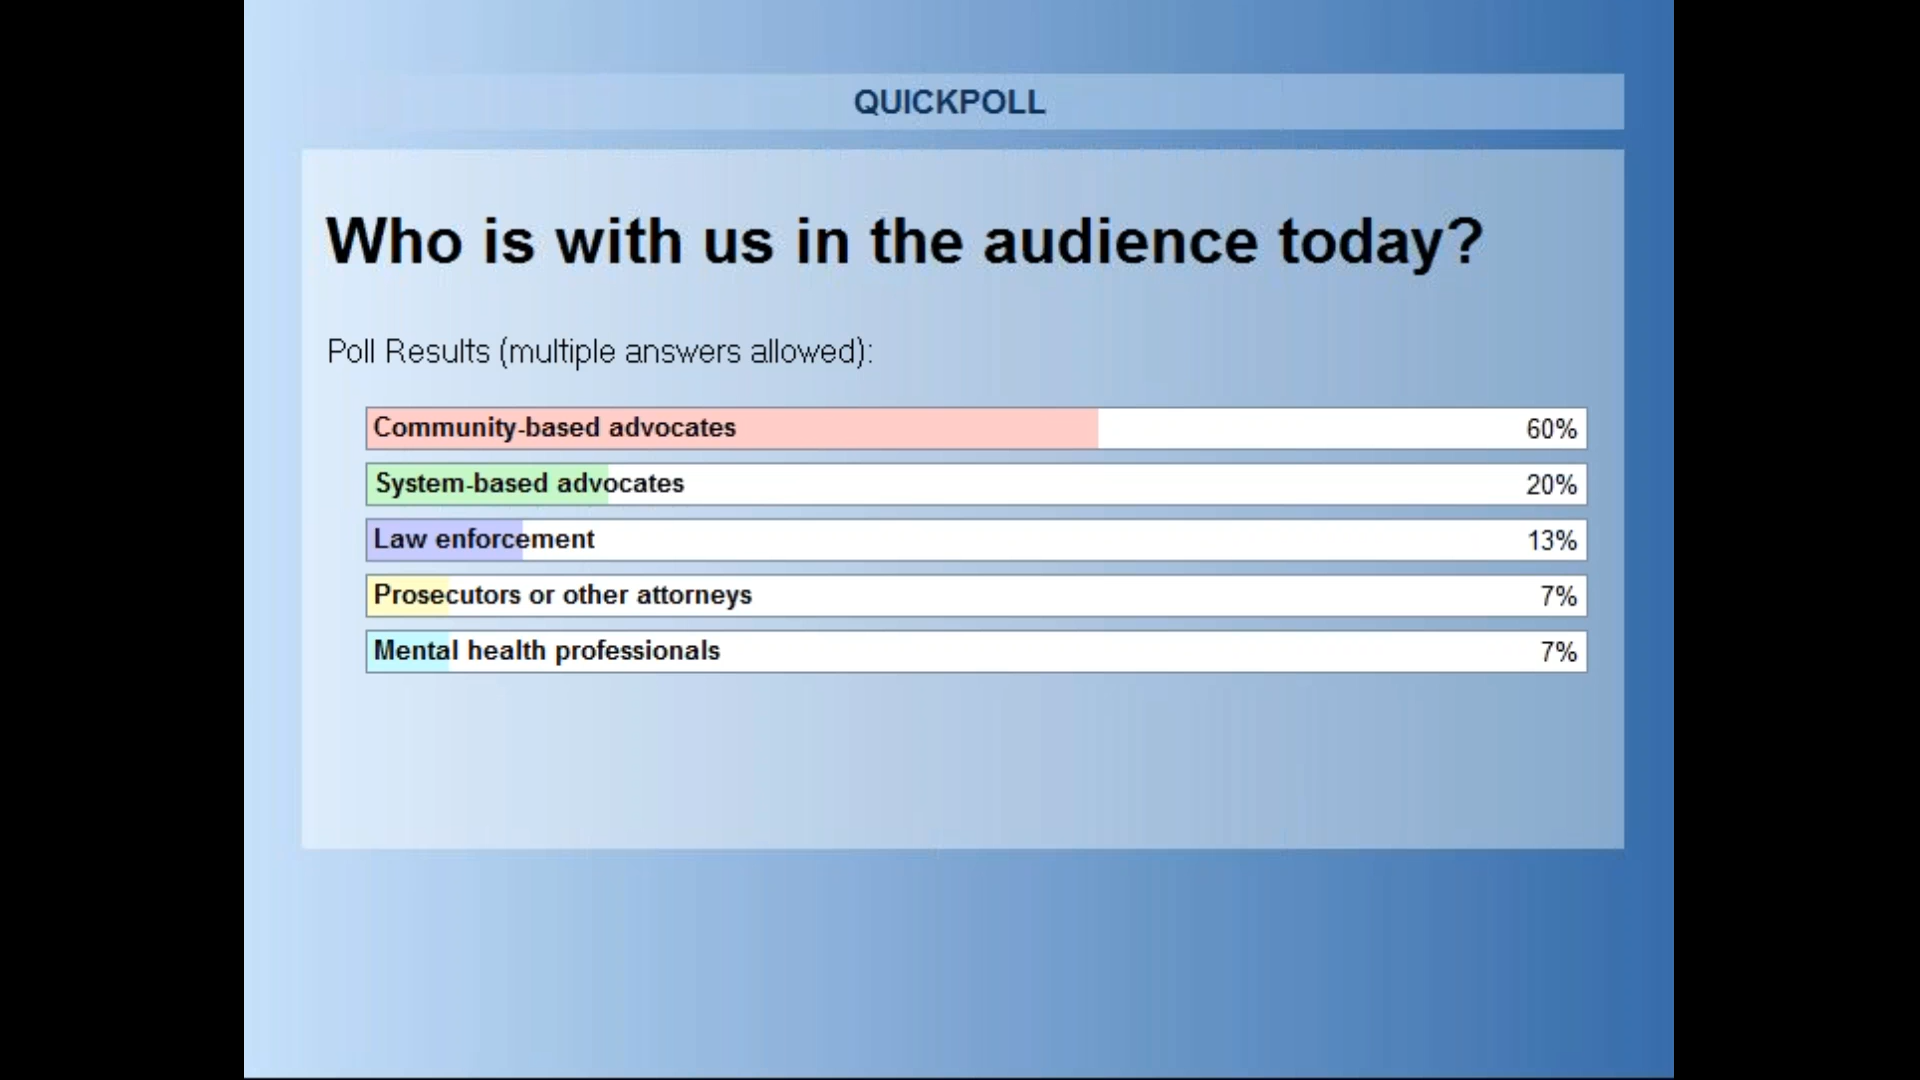 QUICKPOLL
Who is with us in the audience today?
Poll Results (multiple answers allowed):
Community-based advocates 60%
System-based advocates 20%
Law enforcement 13%
Prosecutors or other attorneys 7%
Mental health professionals 7%